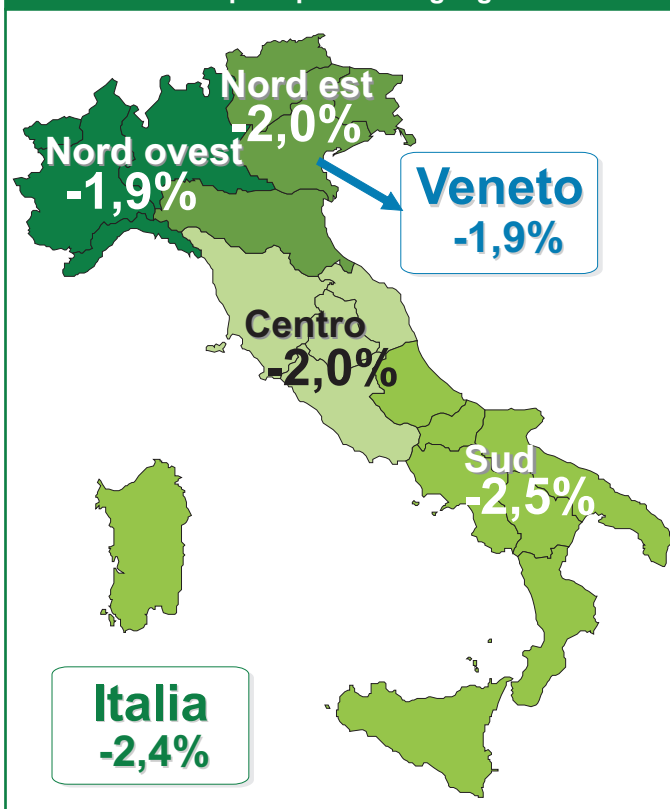 Nord est
-2,0%
Nord ovest
-1,9%
Veneto
-1,9%
Centro
-2,0%
Sud
-2,5%
Italia
-2,4%